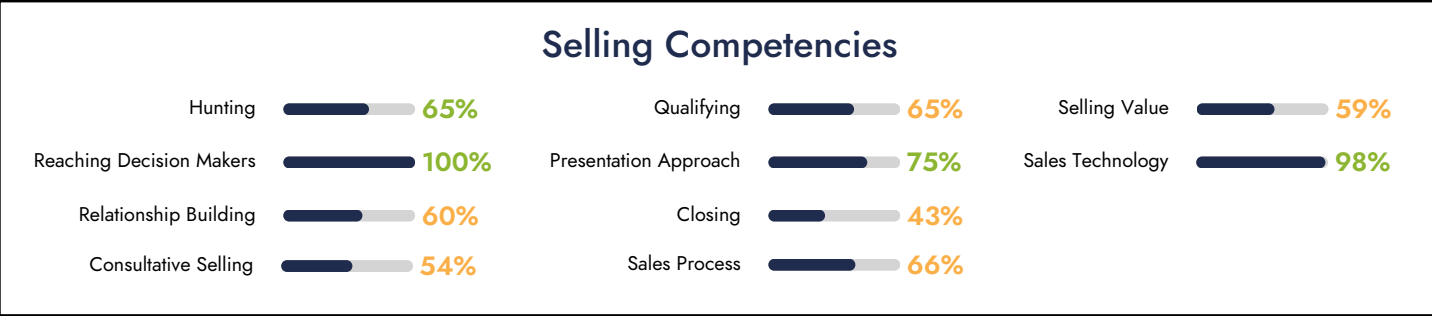 Selling Competencies
Hunting 65%
Reaching Decision Makers 100%
Relationship Building 60%
Consultative Selling 54%
Qualifying 65%
Presentation Approach 75%
Closing 43%
Sales Process 66%
Selling Value 59%
Sales Technology 98%